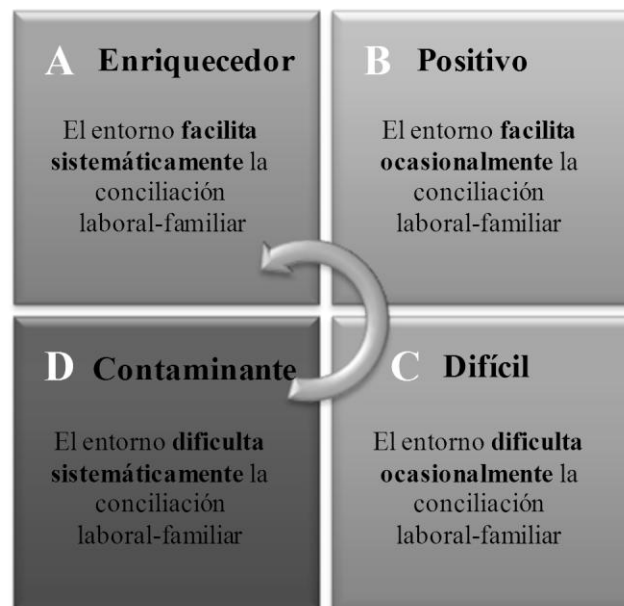 A Enriquecedor
El entorno facilita
sistemáticamente la
conciliación
laboral-familiar
B Positivo
El entorno facilita
ocasionalmente la
conciliación
laboral-familiar
D Contaminante
El entorno dificulta
sistemáticamente la
conciliación
laboral-familiar
C Difícil
El entorno dificulta
ocasionalmente la
conciliación
laboral-familiar